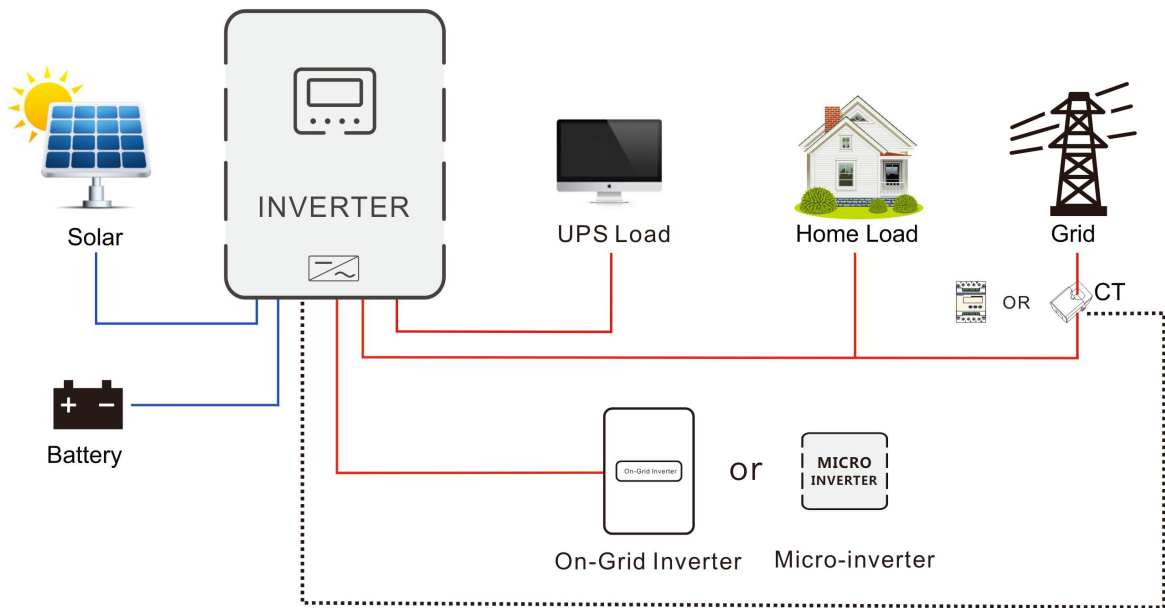 INVERTER
Solar
UPS Load
Home Load
Grid
OR
CT
Battery
On-Grid Inverter
or
MICRO
INVERTER
On-Grid Inverter
Micro-inverter